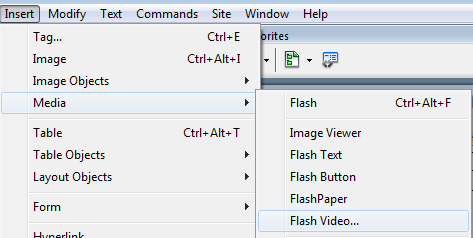 Insert Modify Text Commands Site Window Help
orites
Tag... Ctrl+E
Image Ctrl+Alt+I
Image Objects
Media
Table Ctrl+Alt+T
Table Objects
Layout Objects
Form
Hyperlink
Flash Ctrl+Alt+F
Image Viewer
Flash Text
Flash Button
FlashPaper
Flash Video...